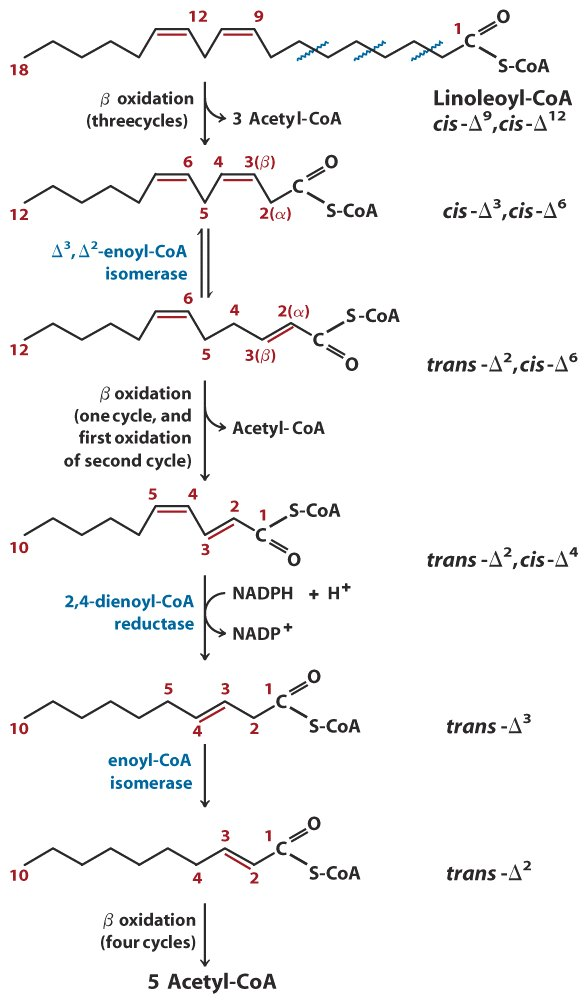 12 9
1 C O
18 S-CoA
β oxidation
(threecycles)
3 Acetyl-CoA
Linoleoyl-CoA
cis-Δ⁹,cis-Δ¹²
6 4 3(β) O
C
12 5 2(α) S-CoA
cis-Δ³,cis-Δ⁶
Δ³, Δ²-enoyl-CoA
isomerase
6 4 2(α) S-CoA
C
12 5 3(β) O
trans-Δ²,cis-Δ⁶
β oxidation
(onecycle, and
first oxidation
of second cycle)
Acetyl-CoA
5 4 2 1 S-CoA
C
10 3 O
trans-Δ²,cis-Δ⁴
2,4-dienoyl-CoA
reductase
NADPH + H⁺
NADP⁺
5 3 1 C O
10 4 2 S-CoA
trans-Δ³
enoyl-CoA
isomerase
3 1 C O
10 4 2 S-CoA
trans-Δ²
β oxidation
(four cycles)
5 Acetyl-CoA